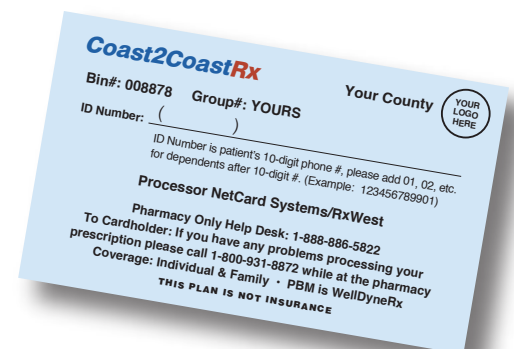 Coast2CoastRx
Your County
YOUR
LOGO
HERE
Bin#: 008878 Group#: YOURS
ID Number: ( )
ID Number is patient's 10-digit phone #, please add 01, 02, etc.
for dependents after 10-digit #. (Example: 123456789901)
Processor NetCard Systems/RxWest
Pharmacy Only Help Desk: 1-888-886-5822
To Cardholder: If you have any problems processing your
prescription please call 1-800-931-8872 while at the pharmacy
Coverage: Individual & Family • PBM is WellDyneRx
THIS PLAN IS NOT INSURANCE